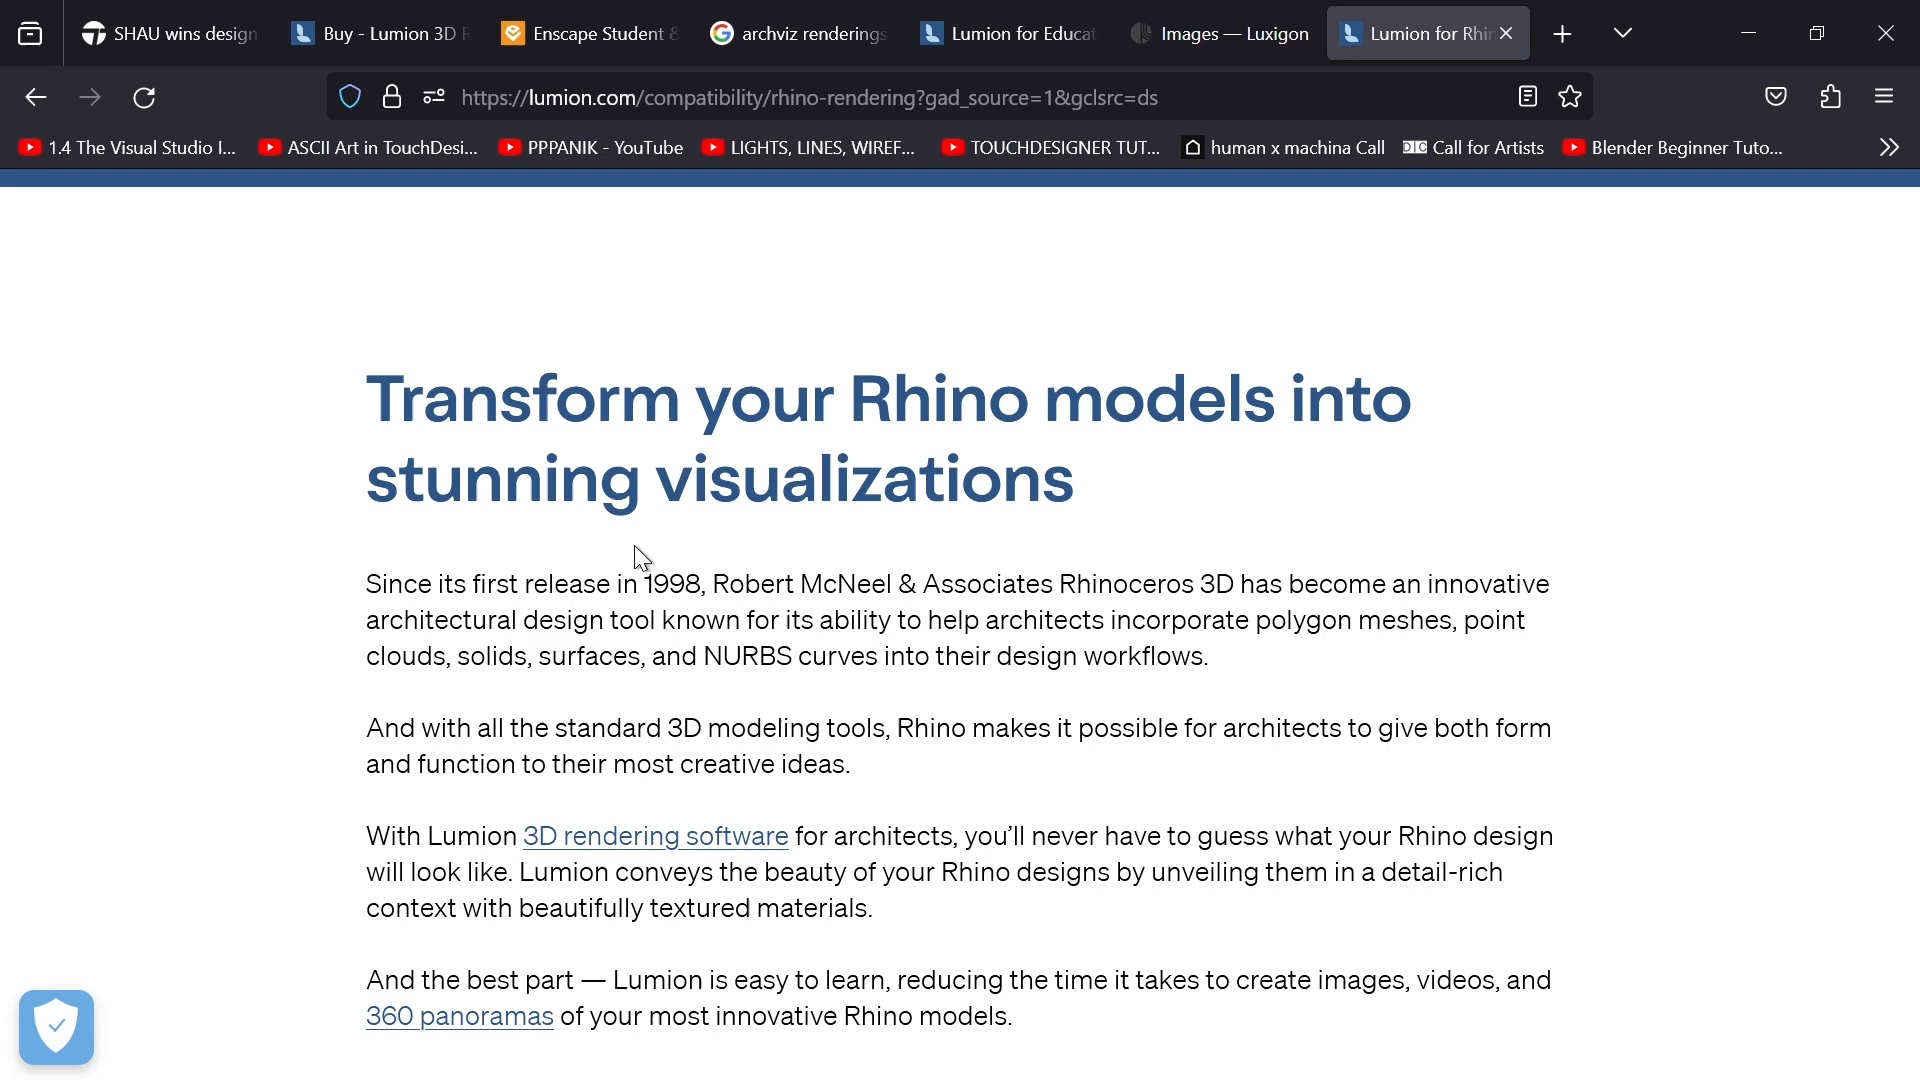 SHAU wins design
Buy - Lumion 3D R
Enscape Student &
archviz renderings
Lumion for Educat
Images — Luxigon
Lumion for Rhin
https://lumion.com/compatibility/rhino-rendering?gad_source=1&gclsrc=ds
1.4 The Visual Studio I...
ASCII Art in TouchDesi...
PPPANIK - YouTube
LIGHTS, LINES, WIREF...
TOUCHDESIGNER TUT...
human x machina Call
DIC Call for Artists
Blender Beginner Tuto...
Transform your Rhino models into
stunning visualizations
Since its first release in 1998, Robert McNeel & Associates Rhinoceros 3D has become an innovative
architectural design tool known for its ability to help architects incorporate polygon meshes, point
clouds, solids, surfaces, and NURBS curves into their design workflows.
And with all the standard 3D modeling tools, Rhino makes it possible for architects to give both form
and function to their most creative ideas.
With Lumion 3D rendering software for architects, you’ll never have to guess what your Rhino design
will look like. Lumion conveys the beauty of your Rhino designs by unveiling them in a detail-rich
context with beautifully textured materials.
And the best part — Lumion is easy to learn, reducing the time it takes to create images, videos, and
360 panoramas of your most innovative Rhino models.